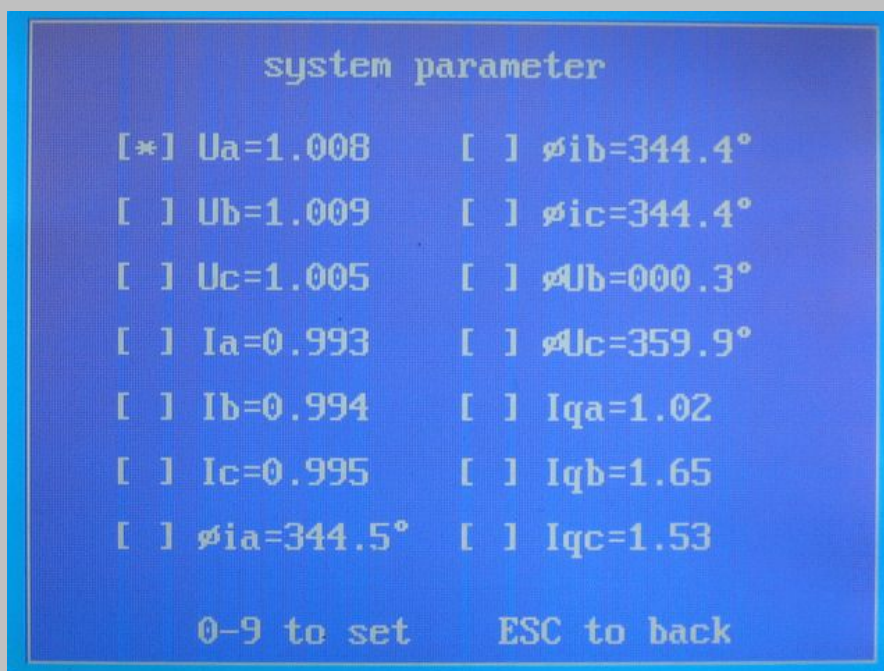 system parameter
[*] Ua=1.008 [ ] øib=344.4°
[ ] Ub=1.009 [ ] øic=344.4°
[ ] Uc=1.005 [ ] øUb=000.3°
[ ] Ia=0.993 [ ] øUc=359.9°
[ ] Ib=0.994 [ ] Iqa=1.02
[ ] Ic=0.995 [ ] Iqb=1.65
[ ] øia=344.5° [ ] Iqc=1.53
0-9 to set ESC to back